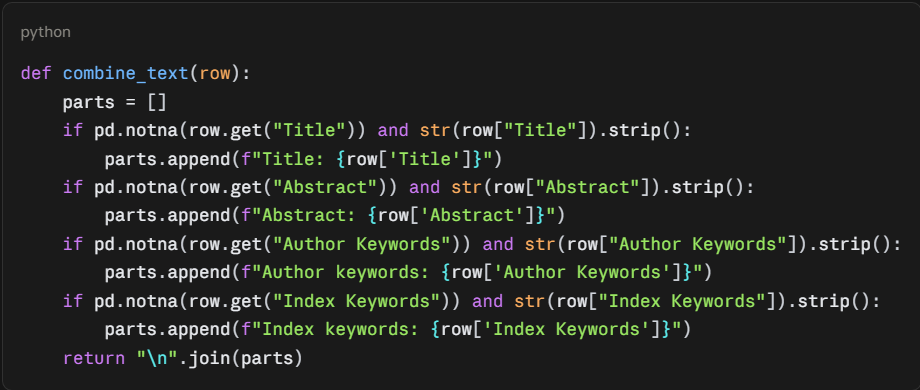 python
def combine_text(row):
    parts = []
    if pd.notna(row.get("Title")) and str(row["Title"]).strip():
        parts.append(f"Title: {row['Title']}")
    if pd.notna(row.get("Abstract")) and str(row["Abstract"]).strip():
        parts.append(f"Abstract: {row['Abstract']}")
    if pd.notna(row.get("Author Keywords")) and str(row["Author Keywords"]).strip():
        parts.append(f"Author keywords: {row['Author Keywords']}")
    if pd.notna(row.get("Index Keywords")) and str(row["Index Keywords"]).strip():
        parts.append(f"Index keywords: {row['Index Keywords']}")
    return "\n".join(parts)